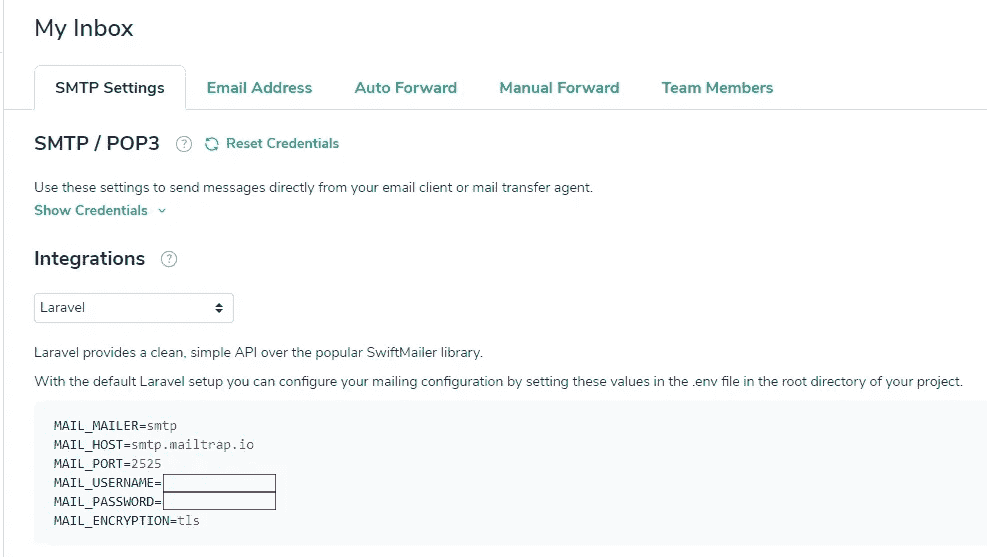 My Inbox
SMTP Settings Email Address Auto Forward Manual Forward Team Members
SMTP / POP3 ? Reset Credentials
Use these settings to send messages directly from your email client or mail transfer agent.
Show Credentials
Integrations ?
Laravel
Laravel provides a clean, simple API over the popular SwiftMailer library.
With the default Laravel setup you can configure your mailing configuration by setting these values in the .env file in the root directory of your project.
MAIL_MAILER=smtp
MAIL_HOST=smtp.mailtrap.io
MAIL_PORT=2525
MAIL_USERNAME=
MAIL_PASSWORD=
MAIL_ENCRYPTION=tls